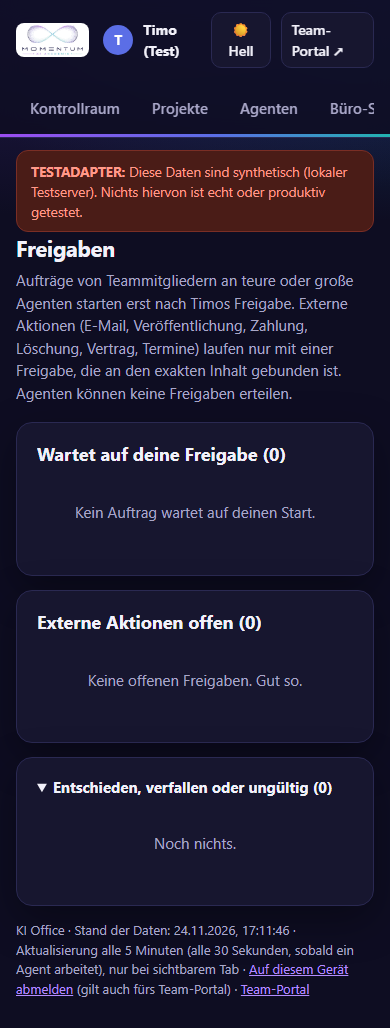 MOMENTUM
T
Timo
(Test)
Hell
Team-
Portal ↗
Kontrollraum Projekte Agenten Büro-S
TESTADAPTER: Diese Daten sind synthetisch (lokaler
Testserver). Nichts hiervon ist echt oder produktiv
getestet.
Freigaben
Aufträge von Teammitgliedern an teure oder große
Agenten starten erst nach Timos Freigabe. Externe
Aktionen (E-Mail, Veröffentlichung, Zahlung,
Löschung, Vertrag, Termine) laufen nur mit einer
Freigabe, die an den exakten Inhalt gebunden ist.
Agenten können keine Freigaben erteilen.
Wartet auf deine Freigabe (0)
Kein Auftrag wartet auf deinen Start.
Externe Aktionen offen (0)
Keine offenen Freigaben. Gut so.
▼ Entschieden, verfallen oder ungültig (0)
Noch nichts.
KI Office · Stand der Daten: 24.11.2026, 17:11:46 ·
Aktualisierung alle 5 Minuten (alle 30 Sekunden, sobald ein
Agent arbeitet), nur bei sichtbarem Tab · Auf diesem Gerät
abmelden (gilt auch fürs Team-Portal) · Team-Portal